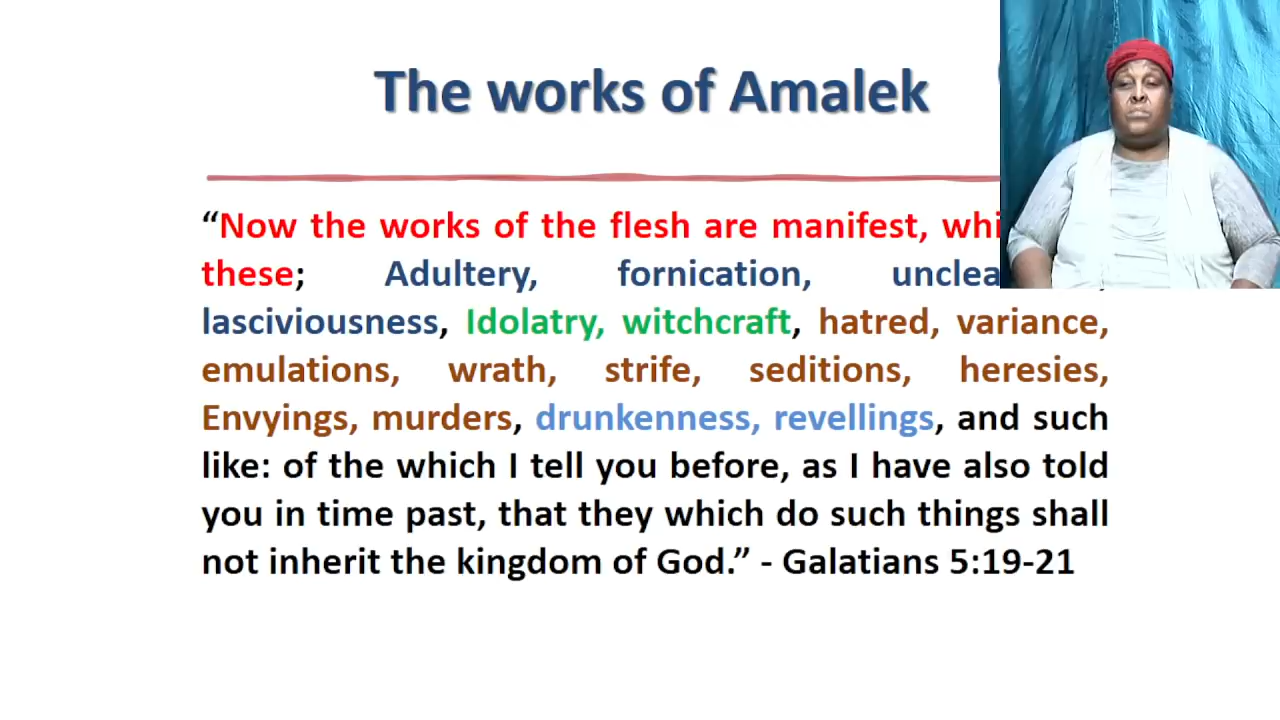 The works of Amalek
“Now the works of the flesh are manifest,
these; Adultery, fornication,
lasciviousness, Idolatry, witchcraft, hatred, variance,
emulations, wrath, strife, seditions, heresies,
Envyings, murders, drunkenness, revellings, and such
like: of the which I tell you before, as I have also told
you in time past, that they which do such things shall
not inherit the kingdom of God.” - Galatians 5:19-21